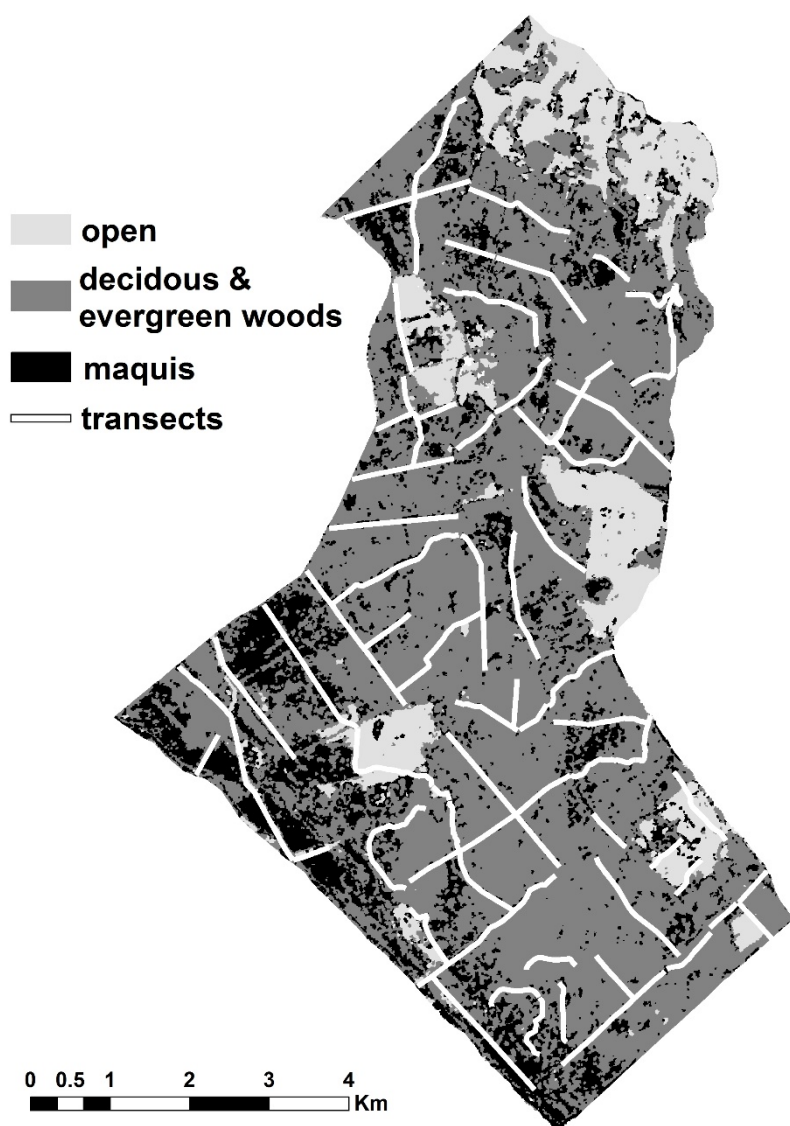 open
decidous &
evergreen woods
maquis
transects
0 0.5 1 2 3 4
Km